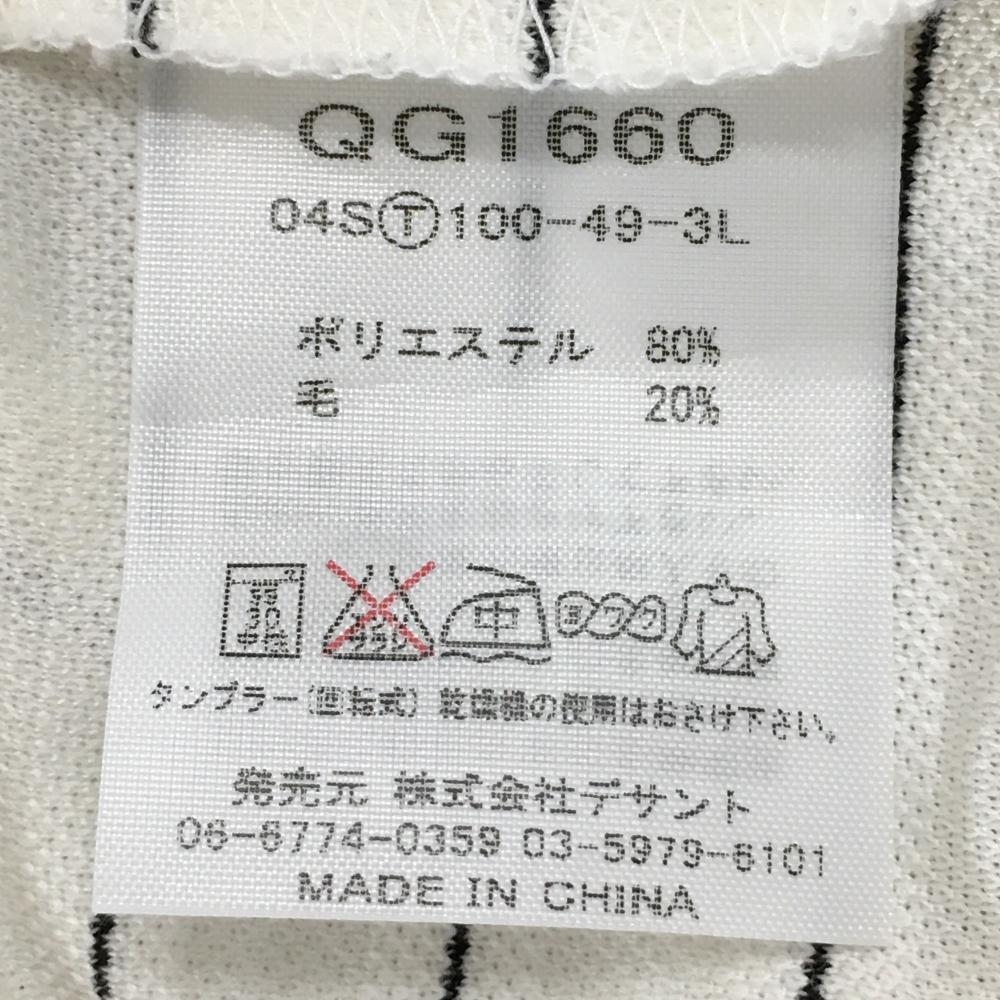 QG1660
04SⓉ100-49-3L
ポリエステル 80%
毛 20%
中
タンブラー(回転式)乾燥機の使用はおさけ下さい。
発売元 株式会社デサント
06-6774-0359 03-5979-6101
MADE IN CHINA